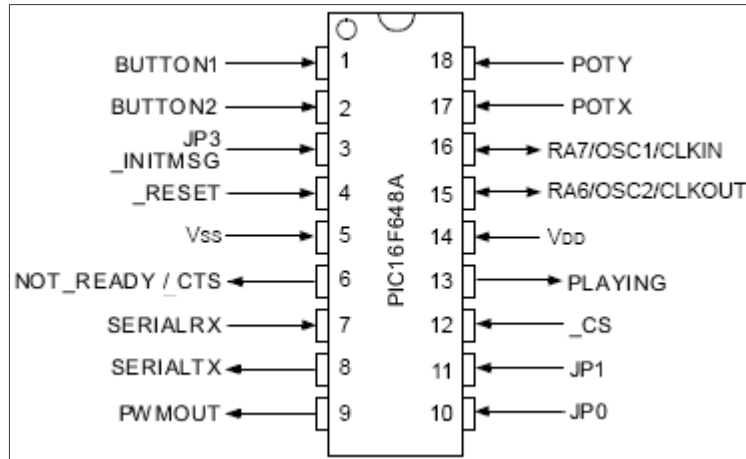 BUTTON1 1 18 POTY
BUTTON2 2 17 POTX
JP3
_INITMSG 3 16 RA7/OSC1/CLKIN
_RESET 4 15 RA6/OSC2/CLKOUT
Vss 5 14 VDD
NOT_READY /_CTS 6 13 PLAYING
SERIALRX 7 12 _CS
SERIALTX 8 11 JP1
PWMOUT 9 10 JP0
PIC16F648A